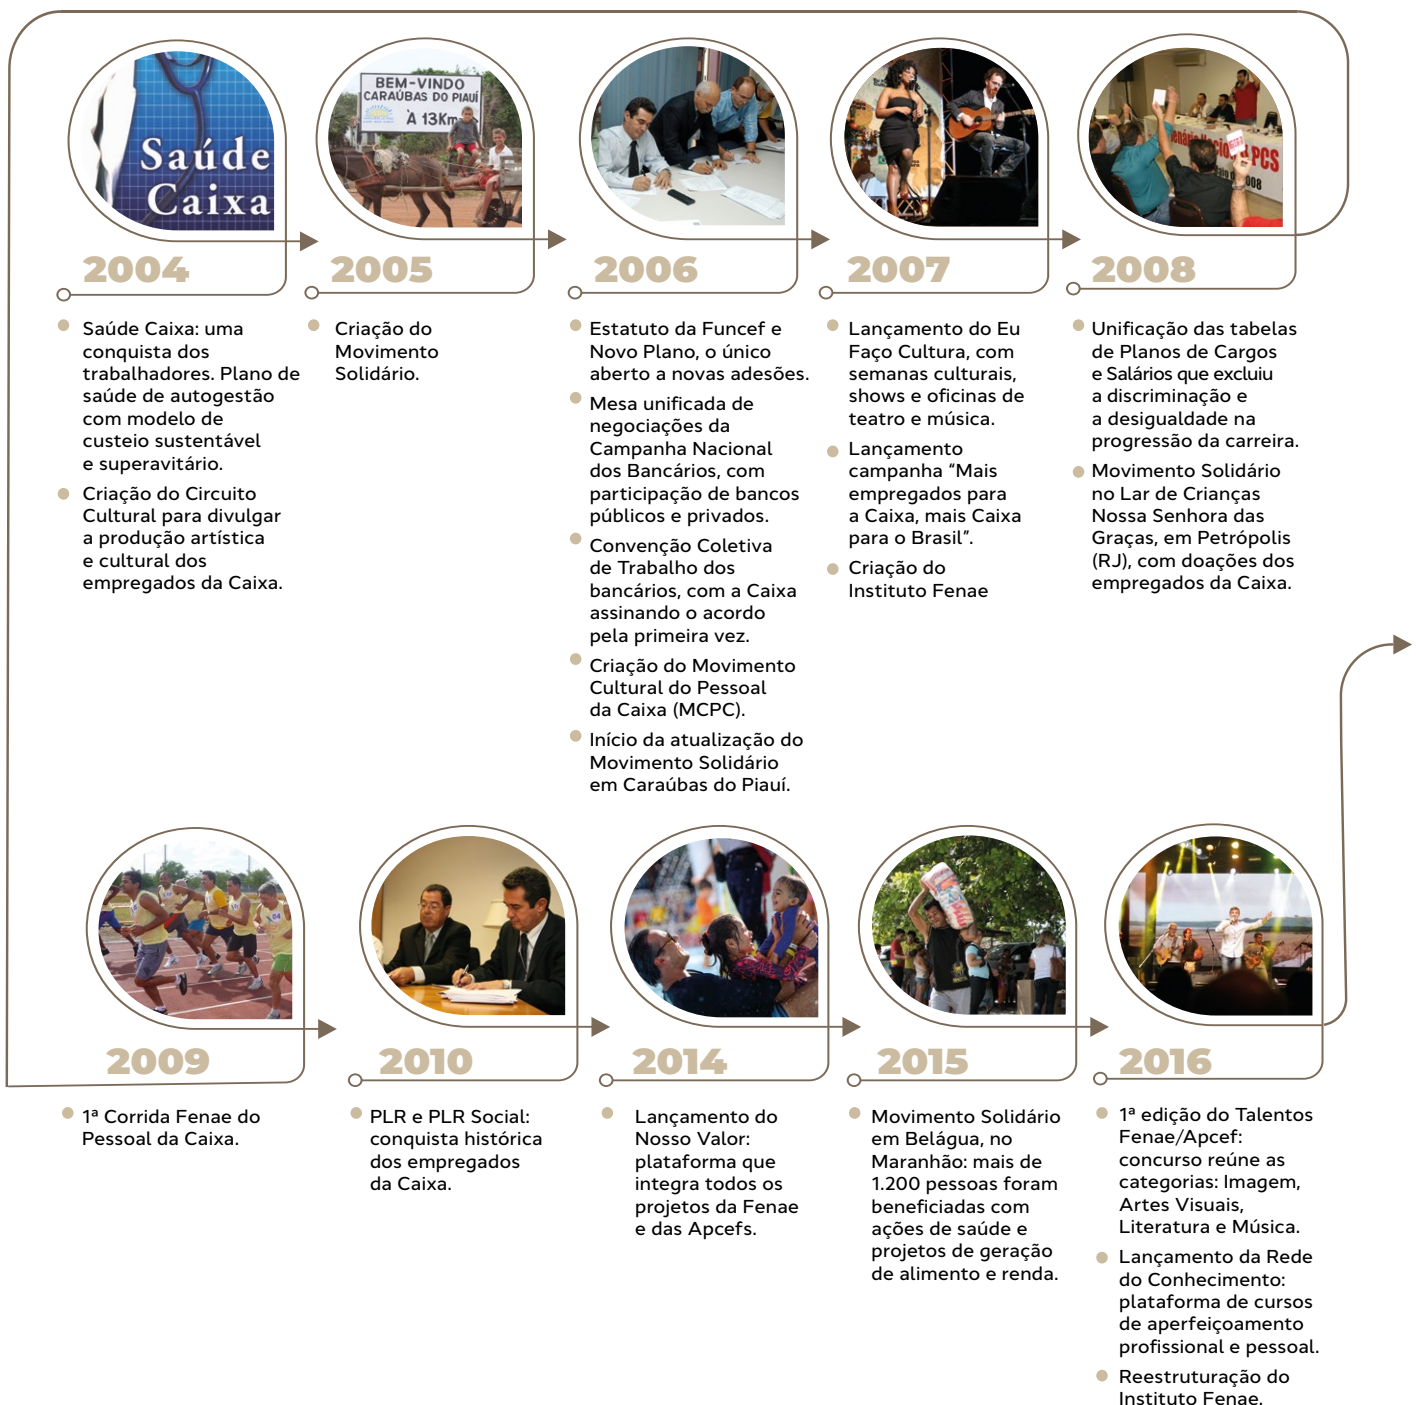 Saúde
Caixa
2004
Saúde Caixa: uma
conquista dos
trabalhadores. Plano de
saúde de autogestão
com modelo de
custeio sustentável
e superavitário.
Criação do Circuito
Cultural para divulgar
a produção artística
e cultural dos
empregados da Caixa.
BEM-VINDO
CARAÚBAS DO PIAUÍ
À 13Km
2005
Criação do
Movimento
Solidário.
2006
Estatuto da Funcef e
Novo Plano, o único
aberto a novas adesões.
Mesa unificada de
negociações da
Campanha Nacional
dos Bancários, com
participação de bancos
públicos e privados.
Convenção Coletiva
de Trabalho dos
bancários, com a Caixa
assinando o acordo
pela primeira vez.
Criação do Movimento
Cultural do Pessoal
da Caixa (MCPC).
Início da atualização do
Movimento Solidário
em Caraúbas do Piauí.
2007
Lançamento do Eu
Faço Cultura, com
semanas culturais,
shows e oficinas de
teatro e música.
Lançamento
campanha “Mais
empregados para
a Caixa, mais Caixa
para o Brasil”.
Criação do
Instituto Fenae
PCS
008
2008
Unificação das tabelas
de Planos de Cargos
e Salários que excluiu
a discriminação e
a desigualdade na
progressão da carreira.
Movimento Solidário
no Lar de Crianças
Nossa Senhora das
Graças, em Petrópolis
(RJ), com doações dos
empregados da Caixa.
2009
1ª Corrida Fenae do
Pessoal da Caixa.
2010
PLR e PLR Social:
conquista histórica
dos empregados
da Caixa.
2014
Lançamento do
Nosso Valor:
plataforma que
integra todos os
projetos da Fenae
e das Apcefs.
2015
Movimento Solidário
em Belágua, no
Maranhão: mais de
1.200 pessoas foram
beneficiadas com
ações de saúde e
projetos de geração
de alimento e renda.
2016
1ª edição do Talentos
Fenae/Apcef:
concurso reúne as
categorias: Imagem,
Artes Visuais,
Literatura e Música.
Lançamento da Rede
do Conhecimento:
plataforma de cursos
de aperfeiçoamento
profissional e pessoal.
Reestruturação do
Instituto Fenae.